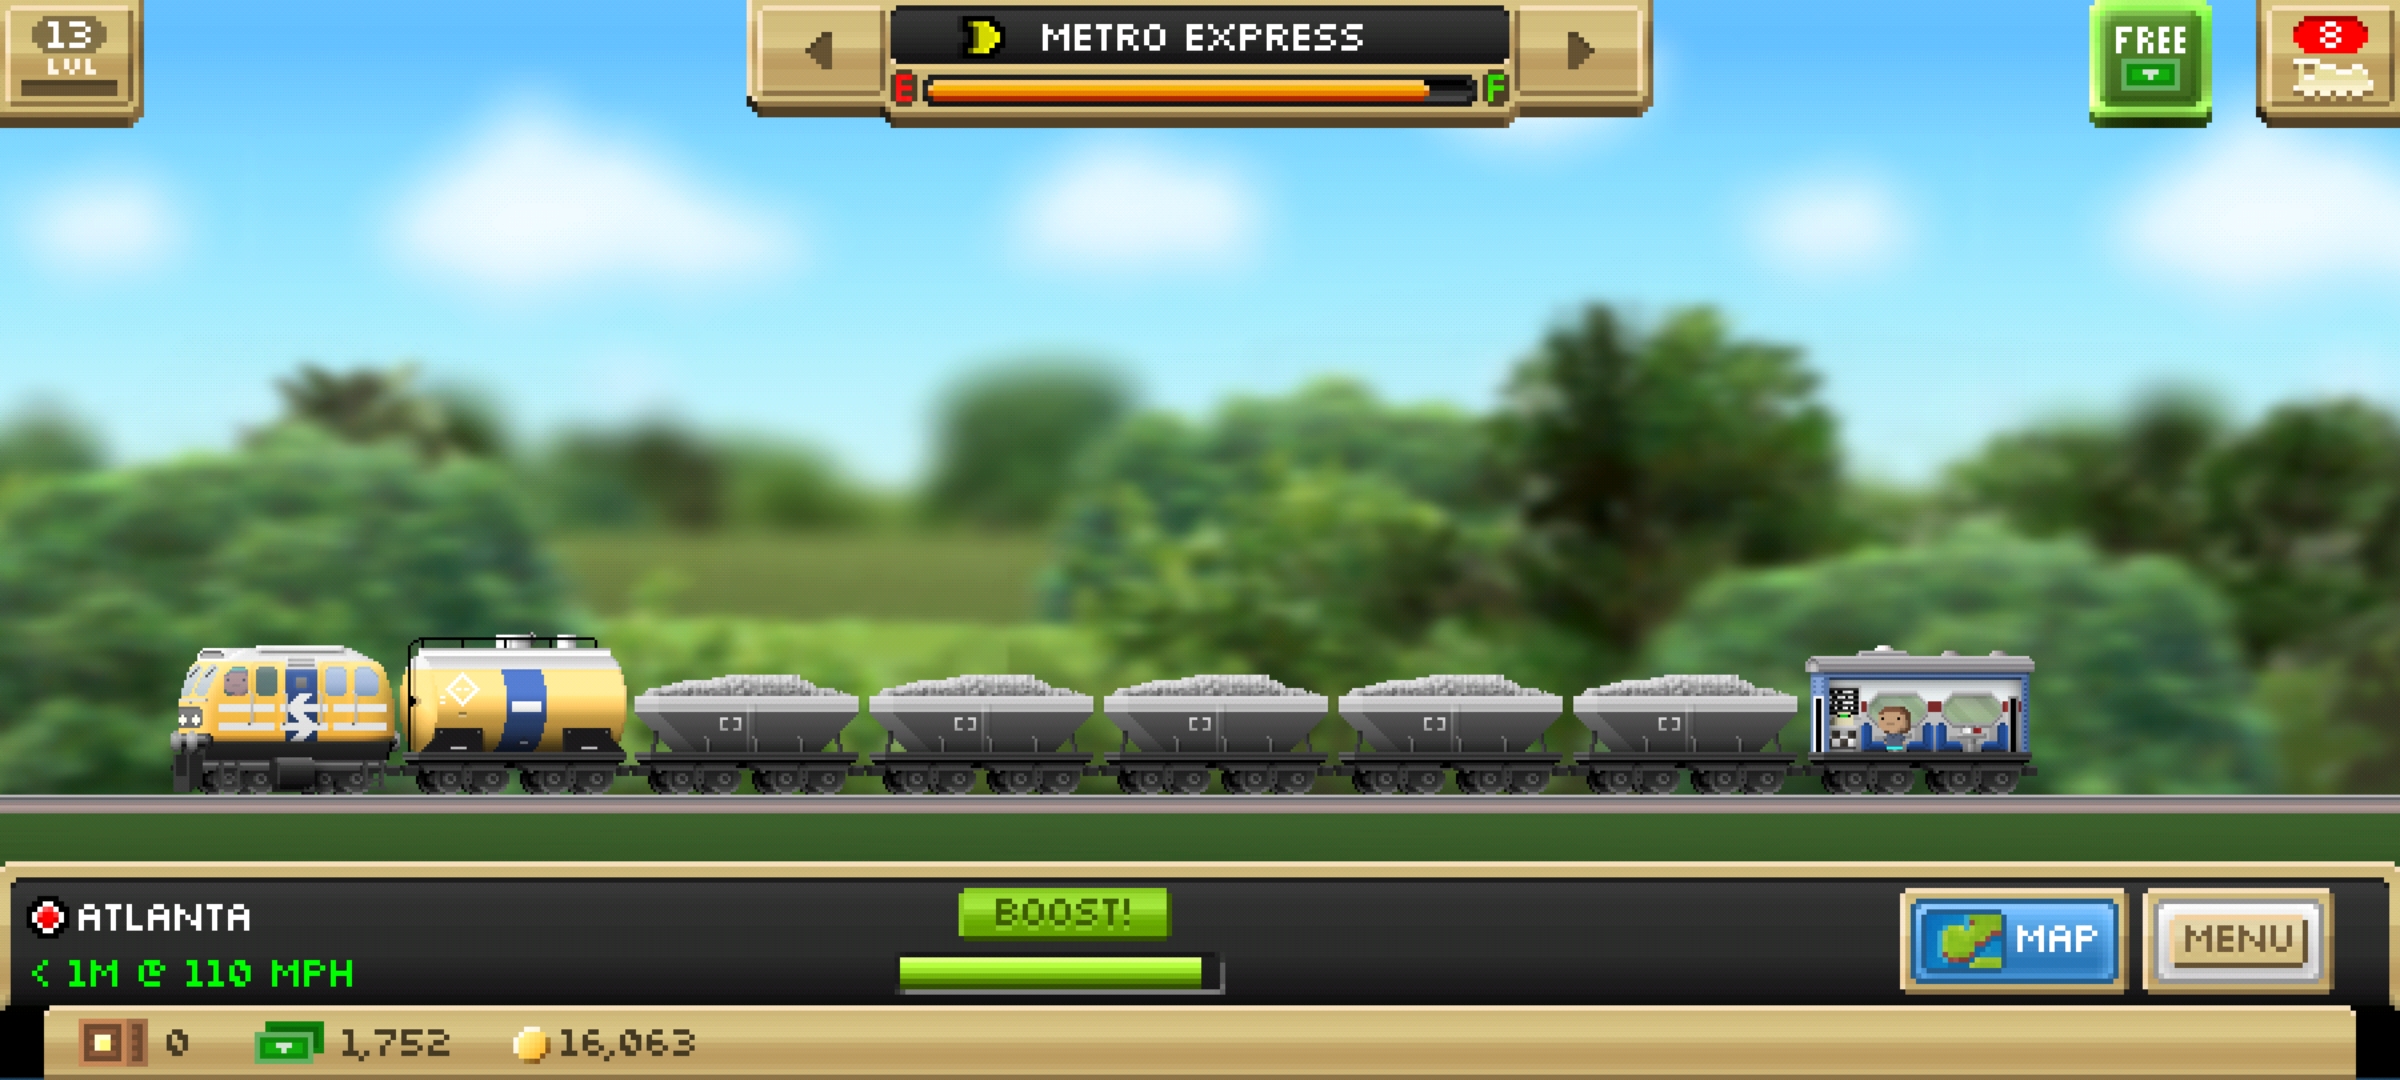 13
LVL
METRO EXPRESS
E F
FREE
8
ATLANTA
< 1M @ 110 MPH
BOOST!
MAP
MENU
0
1,752
16,063